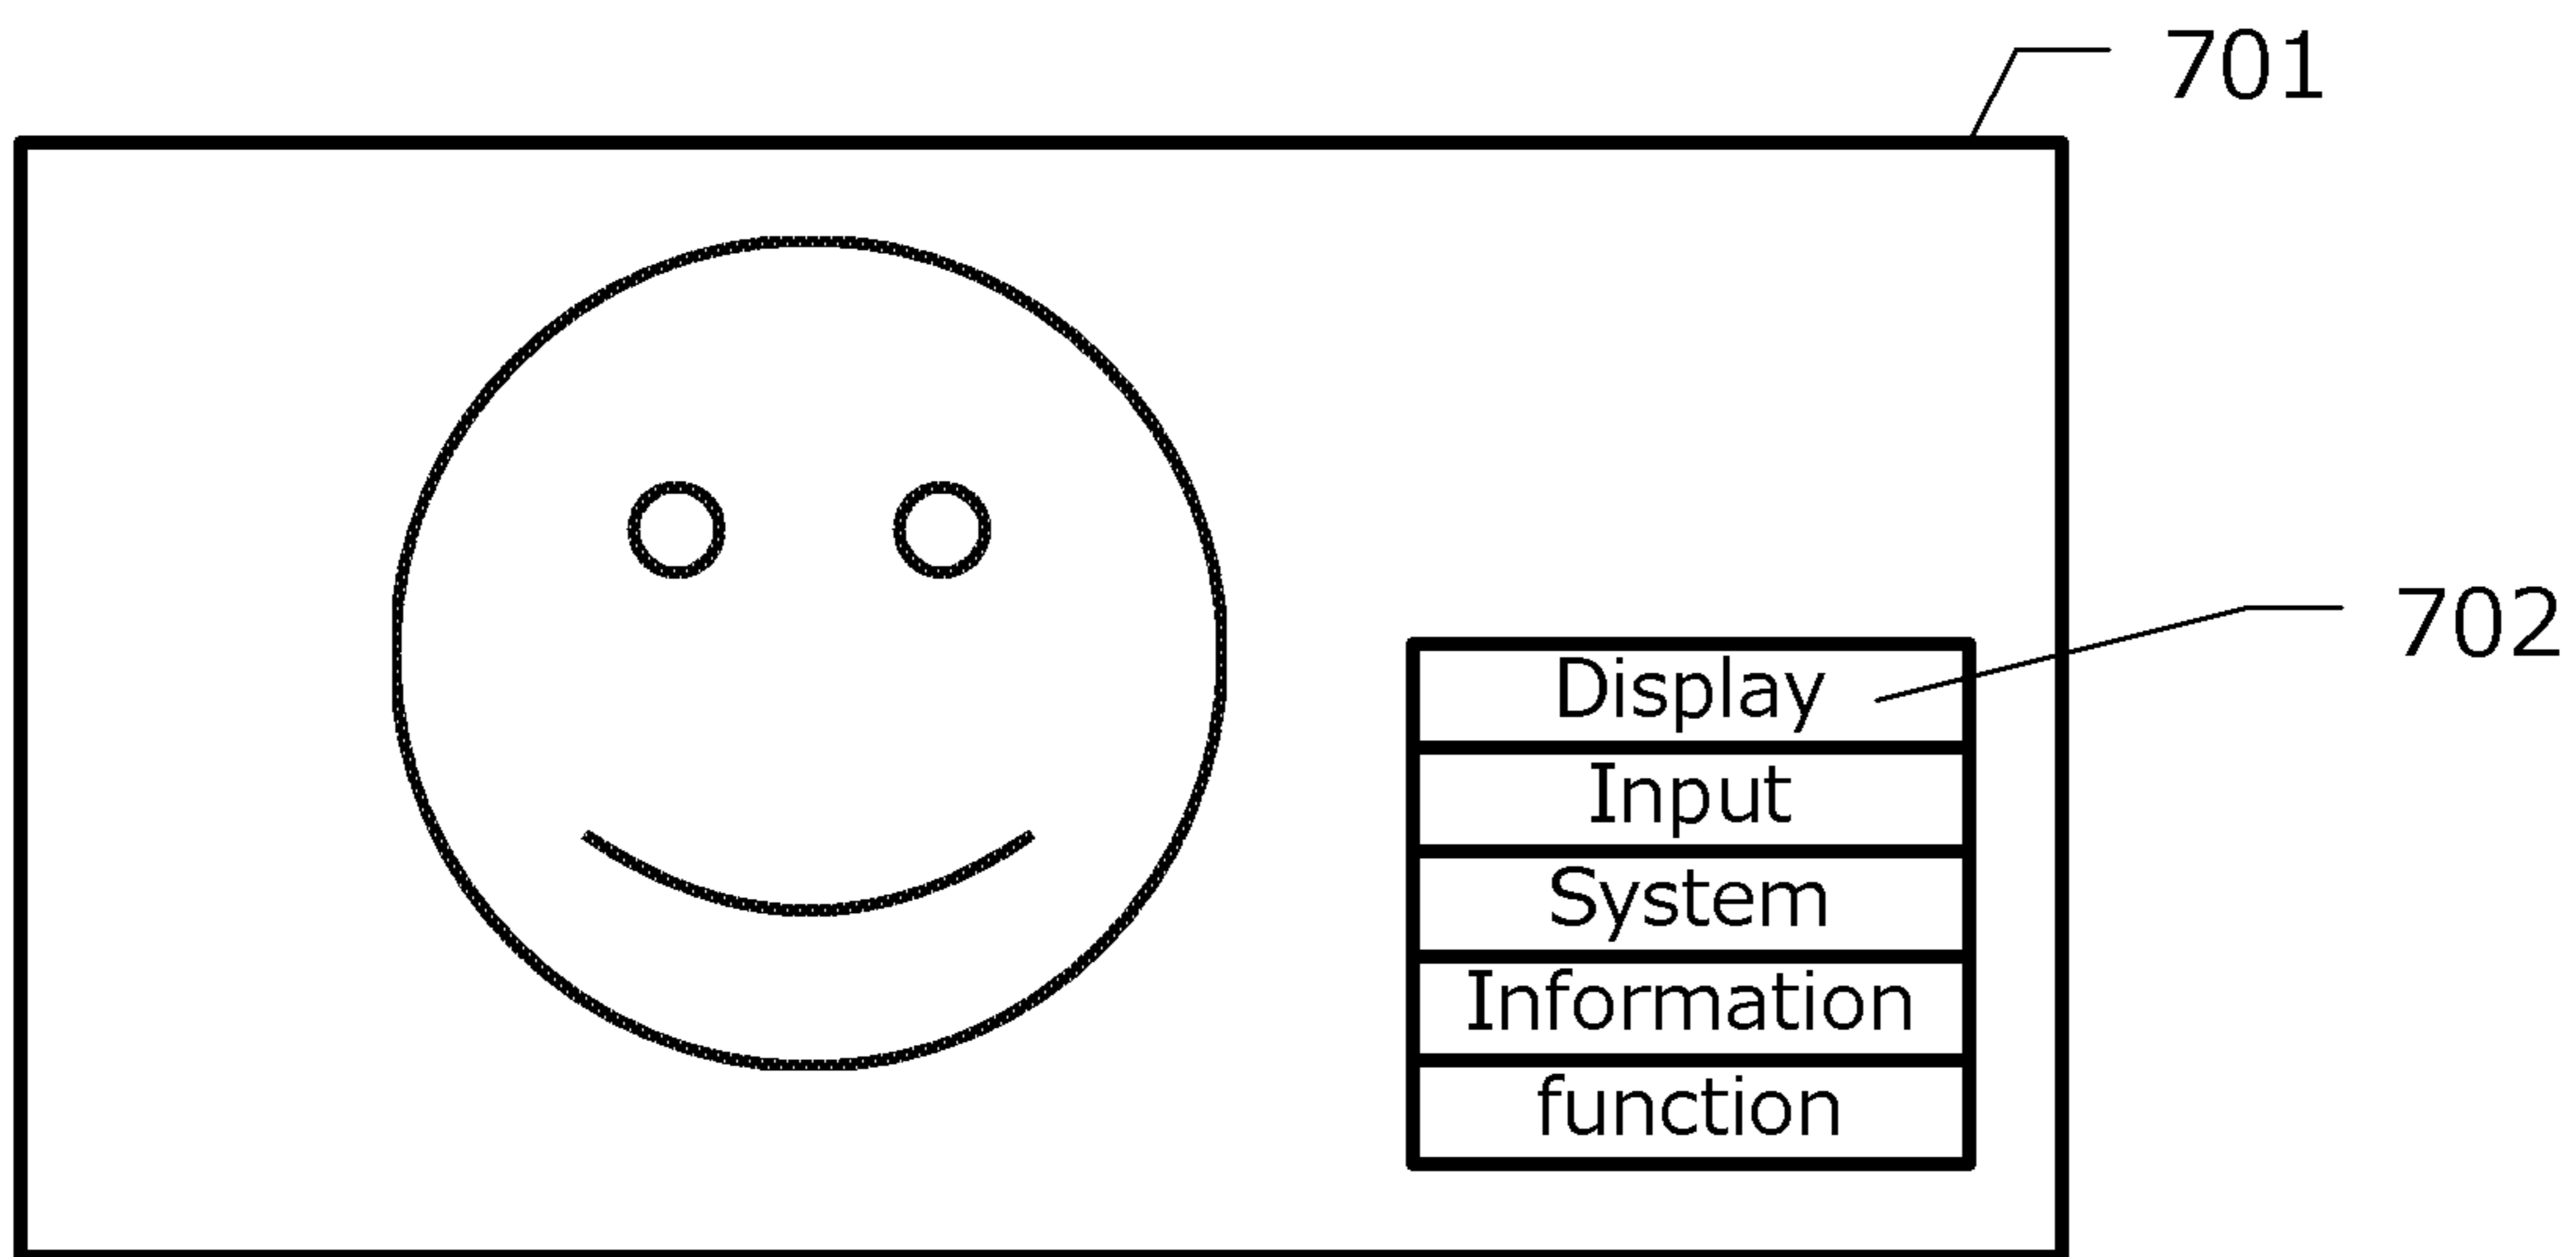 701
702
Display
Input
System
Information
function